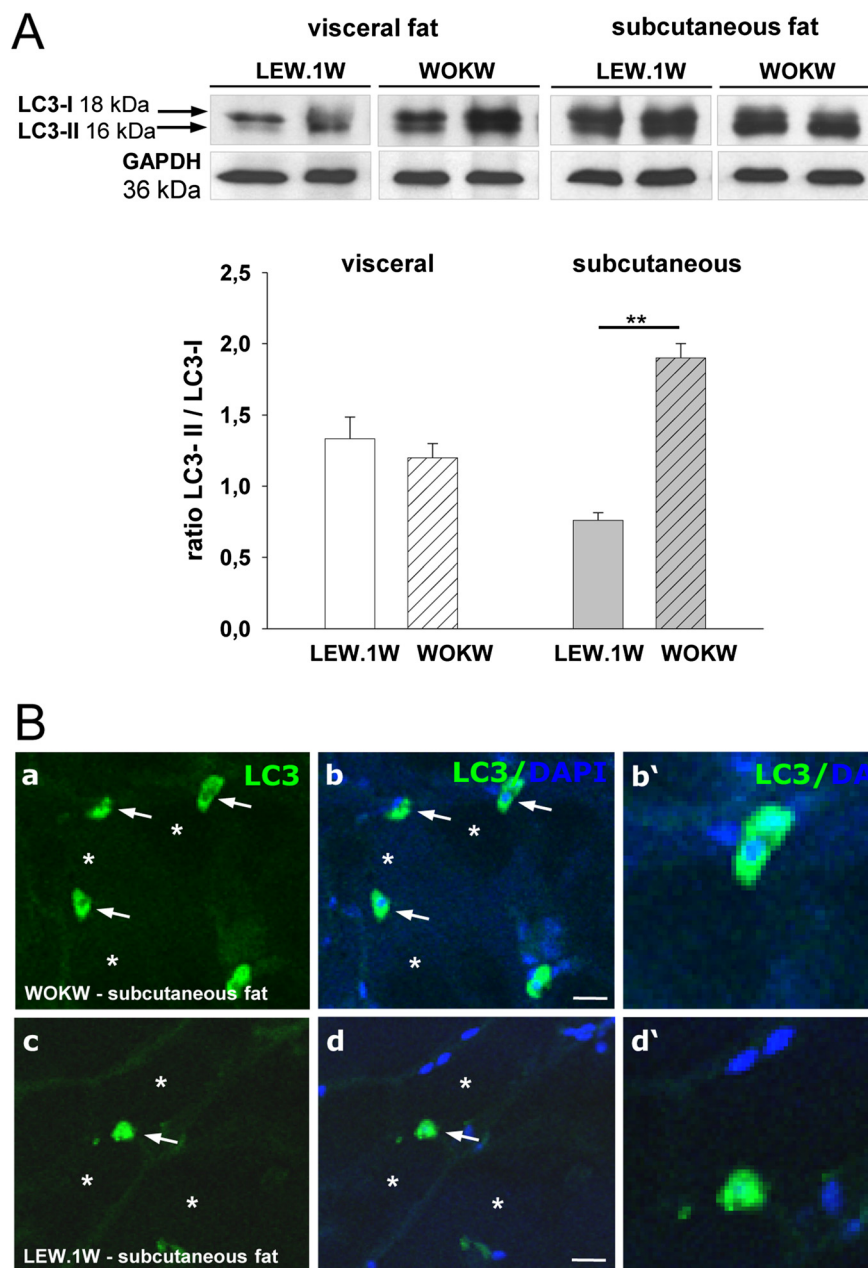 A
visceral fat subcutaneous fat
LEW.1W WOKW LEW.1W WOKW
LC3-I 18 kDa
LC3-II 16 kDa
GAPDH
36 kDa
visceral subcutaneous
ratio LC3- II / LC3-I
2,5
2,0
1,5
1,0
0,5
0,0
**
LEW.1W WOKW LEW.1W WOKW
B
a LC3
* * *
WOKW - subcutaneous fat
b LC3/DAPI
* * *
b' LC3/DA
c
* * *
LEW.1W - subcutaneous fat
d
* * *
d'